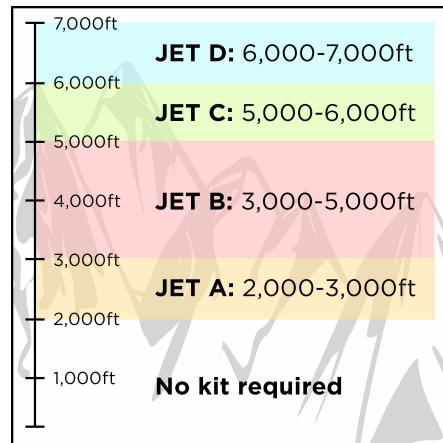 7,000ft
JET D: 6,000-7,000ft
6,000ft
JET C: 5,000-6,000ft
5,000ft
4,000ft
JET B: 3,000-5,000ft
3,000ft
JET A: 2,000-3,000ft
2,000ft
1,000ft
No kit required